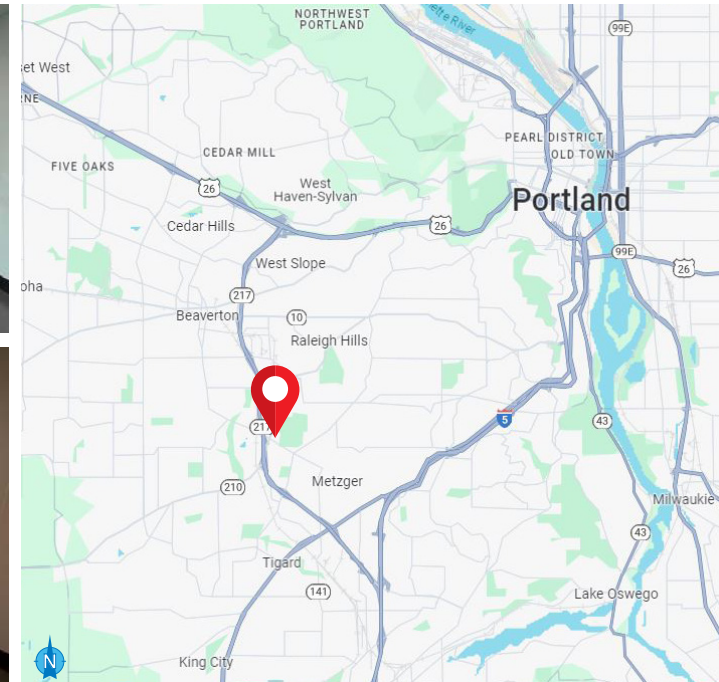 NORTHWEST
PORTLAND
99E
PEARL DISTRICT
OLD TOWN
CEDAR MILL
FIVE OAKS
26
West
Haven-Sylvan
Portland
Cedar Hills
26
99E
West Slope
26
217
10
Beaverton
Raleigh Hills
5
43
210
Metzger
Milwaukie
43
Tigard
141
Lake Oswego
King City
N